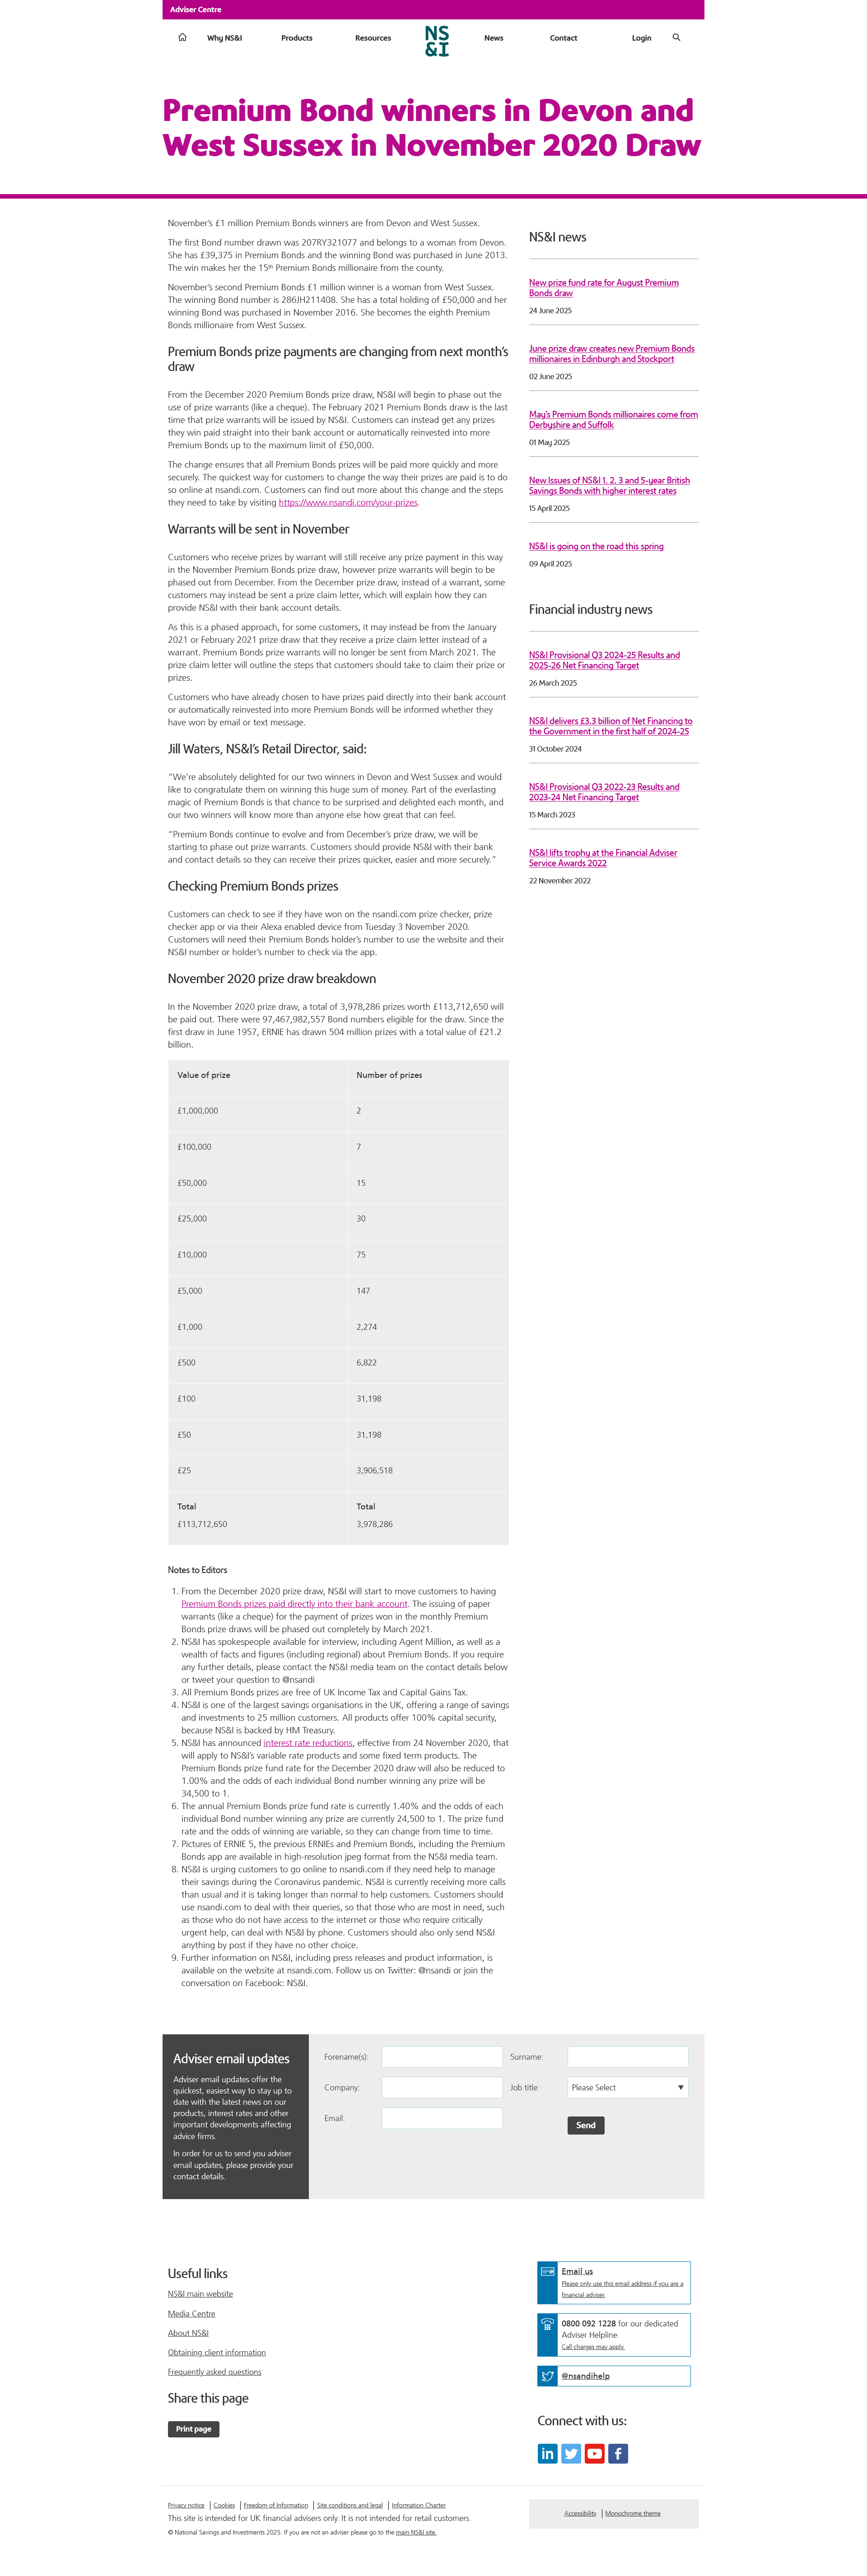 Adviser Centre
Why NS&I
Products
Resources
NS
&I
News
Contact
Login
Premium Bond winners in Devon and
West Sussex in November 2020 Draw
November's £1 million Premium Bonds winners are from Devon and West Sussex.
The first Bond number drawn was 207RY321077 and belongs to a woman from Devon.
She has £39,375 in Premium Bonds and the winning Bond was purchased in June 2013.
The win makes her the 15th Premium Bonds millionaire from the county.
November's second Premium Bonds £1 million winner is a woman from West Sussex.
The winning Bond number is 286JH211408. She has a total holding of £50,000 and her
winning Bond was purchased in November 2016. She becomes the eighth Premium
Bonds millionaire from West Sussex.
Premium Bonds prize payments are changing from next month's
draw
From the December 2020 Premium Bonds prize draw, NS&I will begin to phase out the
use of prize warrants (like a cheque). The February 2021 Premium Bonds draw is the last
time that prize warrants will be issued by NS&I. Customers can instead get any prizes
they win paid straight into their bank account or automatically reinvested into more
Premium Bonds up to the maximum limit of £50,000.
The change ensures that all Premium Bonds prizes will be paid more quickly and more
securely. The quickest way for customers to change the way their prizes are paid is to do
so online at nsandi.com. Customers can find out more about this change and the steps
they need to take by visiting https://www.nsandi.com/your-prizes.
Warrants will be sent in November
Customers who receive prizes by warrant will still receive any prize payment in this way
in the November Premium Bonds prize draw, however prize warrants will begin to be
phased out from December. From the December prize draw, instead of a warrant, some
customers may instead be sent a prize claim letter, which will explain how they can
provide NS&I with their bank account details.
As this is a phased approach, for some customers, it may instead be from the January
2021 or February 2021 prize draw that they receive a prize claim letter instead of a
warrant. Premium Bonds prize warrants will no longer be sent from March 2021. The
prize claim letter will outline the steps that customers should take to claim their prize or
prizes.
Customers who have already chosen to have prizes paid directly into their bank account
or automatically reinvested into more Premium Bonds will be informed whether they
have won by email or text message.
Jill Waters, NS&I's Retail Director, said:
"We're absolutely delighted for our two winners in Devon and West Sussex and would
like to congratulate them on winning this huge sum of money. Part of the everlasting
magic of Premium Bonds is that chance to be surprised and delighted each month, and
our two winners will know more than anyone else how great that can feel.
"Premium Bonds continue to evolve and from December's prize draw, we will be
starting to phase out prize warrants. Customers should provide NS&I with their bank
and contact details so they can receive their prizes quicker, easier and more securely."
Checking Premium Bonds prizes
Customers can check to see if they have won on the nsandi.com prize checker, prize
checker app or via their Alexa enabled device from Tuesday 3 November 2020.
Customers will need their Premium Bonds holder's number to use the website and their
NS&I number or holder's number to check via the app.
November 2020 prize draw breakdown
In the November 2020 prize draw, a total of 3,978,286 prizes worth £113,712,650 will
be paid out. There were 97,467,982,557 Bond numbers eligible for the draw. Since the
first draw in June 1957, ERNIE has drawn 504 million prizes with a total value of £21.2
billion.
Value of prize Number of prizes
£1,000,000 2
£100,000 7
£50,000 15
£25,000 30
£10,000 75
£5,000 147
£1,000 2,274
£500 6,822
£100 31,198
£50 31,198
£25 3,906,518
Total Total
£113,712,650 3,978,286
Notes to Editors
1. From the December 2020 prize draw, NS&I will start to move customers to having
Premium Bonds prizes paid directly into their bank account. The issuing of paper
warrants (like a cheque) for the payment of prizes won in the monthly Premium
Bonds prize draws will be phased out completely by March 2021.
2. NS&I has spokespeople available for interview, including Agent Million, as well as a
wealth of facts and figures (including regional) about Premium Bonds. If you require
any further details, please contact the NS&I media team on the contact details below
or tweet your question to @nsandi
3. All Premium Bonds prizes are free of UK Income Tax and Capital Gains Tax.
4. NS&I is one of the largest savings organisations in the UK, offering a range of savings
and investments to 25 million customers. All products offer 100% capital security,
because NS&I is backed by HM Treasury.
5. NS&I has announced interest rate reductions, effective from 24 November 2020, that
will apply to NS&I's variable rate products and some fixed term products. The
Premium Bonds prize fund rate for the December 2020 draw will also be reduced to
1.00% and the odds of each individual Bond number winning any prize will be
34,500 to 1.
6. The annual Premium Bonds prize fund rate is currently 1.40% and the odds of each
individual Bond number winning any prize are currently 24,500 to 1. The prize fund
rate and the odds of winning are variable, so they can change from time to time.
7. Pictures of ERNIE 5, the previous ERNIEs and Premium Bonds, including the Premium
Bonds app are available in high-resolution jpeg format from the NS&I media team.
8. NS&I is urging customers to go online to nsandi.com if they need help to manage
their savings during the Coronavirus pandemic. NS&I is currently receiving more calls
than usual and it is taking longer than normal to help customers. Customers should
use nsandi.com to deal with their queries, so that those who are most in need, such
as those who do not have access to the internet or those who require critically
urgent help, can deal with NS&I by phone. Customers should also only send NS&I
anything by post if they have no other choice.
9. Further information on NS&I, including press releases and product information, is
available on the website at nsandi.com. Follow us on Twitter: @nsandi or join the
conversation on Facebook: NS&I.
NS&I news
New prize fund rate for August Premium
Bonds draw
24 June 2025
June prize draw creates new Premium Bonds
millionaires in Edinburgh and Stockport
02 June 2025
May's Premium Bonds millionaires come from
Derbyshire and Suffolk
01 May 2025
New Issues of NS&I 1, 2, 3 and 5-year British
Savings Bonds with higher interest rates
15 April 2025
NS&I is going on the road this spring
09 April 2025
Financial industry news
NS&I Provisional Q3 2024-25 Results and
2025-26 Net Financing Target
26 March 2025
NS&I delivers £3.3 billion of Net Financing to
the Government in the first half of 2024-25
31 October 2024
NS&I Provisional Q3 2022-23 Results and
2023-24 Net Financing Target
15 March 2023
NS&I lifts trophy at the Financial Adviser
Service Awards 2022
22 November 2022
Adviser email updates
Adviser email updates offer the
quickest, easiest way to stay up to
date with the latest news on our
products, interest rates and other
important developments affecting
advice firms.
In order for us to send you adviser
email updates, please provide your
contact details.
Forename(s):
Surname:
Company:
Job title:
Please Select
Email:
Send
Useful links
NS&I main website
Media Centre
About NS&I
Obtaining client information
Frequently asked questions
Share this page
Print page
Email us
Please only use this email address if you are a
financial adviser.
0800 092 1228 for our dedicated
Adviser Helpline.
Call charges may apply.
@nsandihelp
Connect with us:
Privacy notice
Cookies
Freedom of Information
Site conditions and legal
Information Charter
This site is intended for UK financial advisers only. It is not intended for retail customers.
© National Savings and Investments 2025. If you are not an adviser please go to the main NS&I site.
Accessibility
Monochrome theme